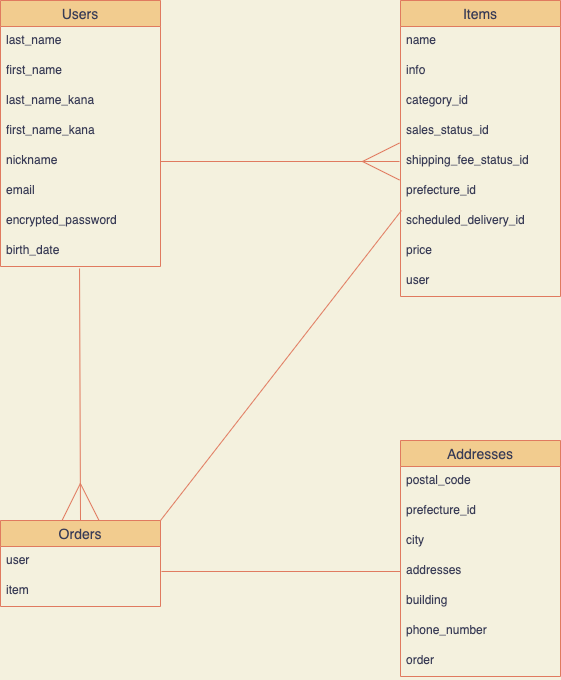 Users
last_name
first_name
last_name_kana
first_name_kana
nickname
email
encrypted_password
birth_date
Items
name
info
category_id
sales_status_id
shipping_fee_status_id
prefecture_id
scheduled_delivery_id
price
user
Orders
user
item
Addresses
postal_code
prefecture_id
city
addresses
building
phone_number
order